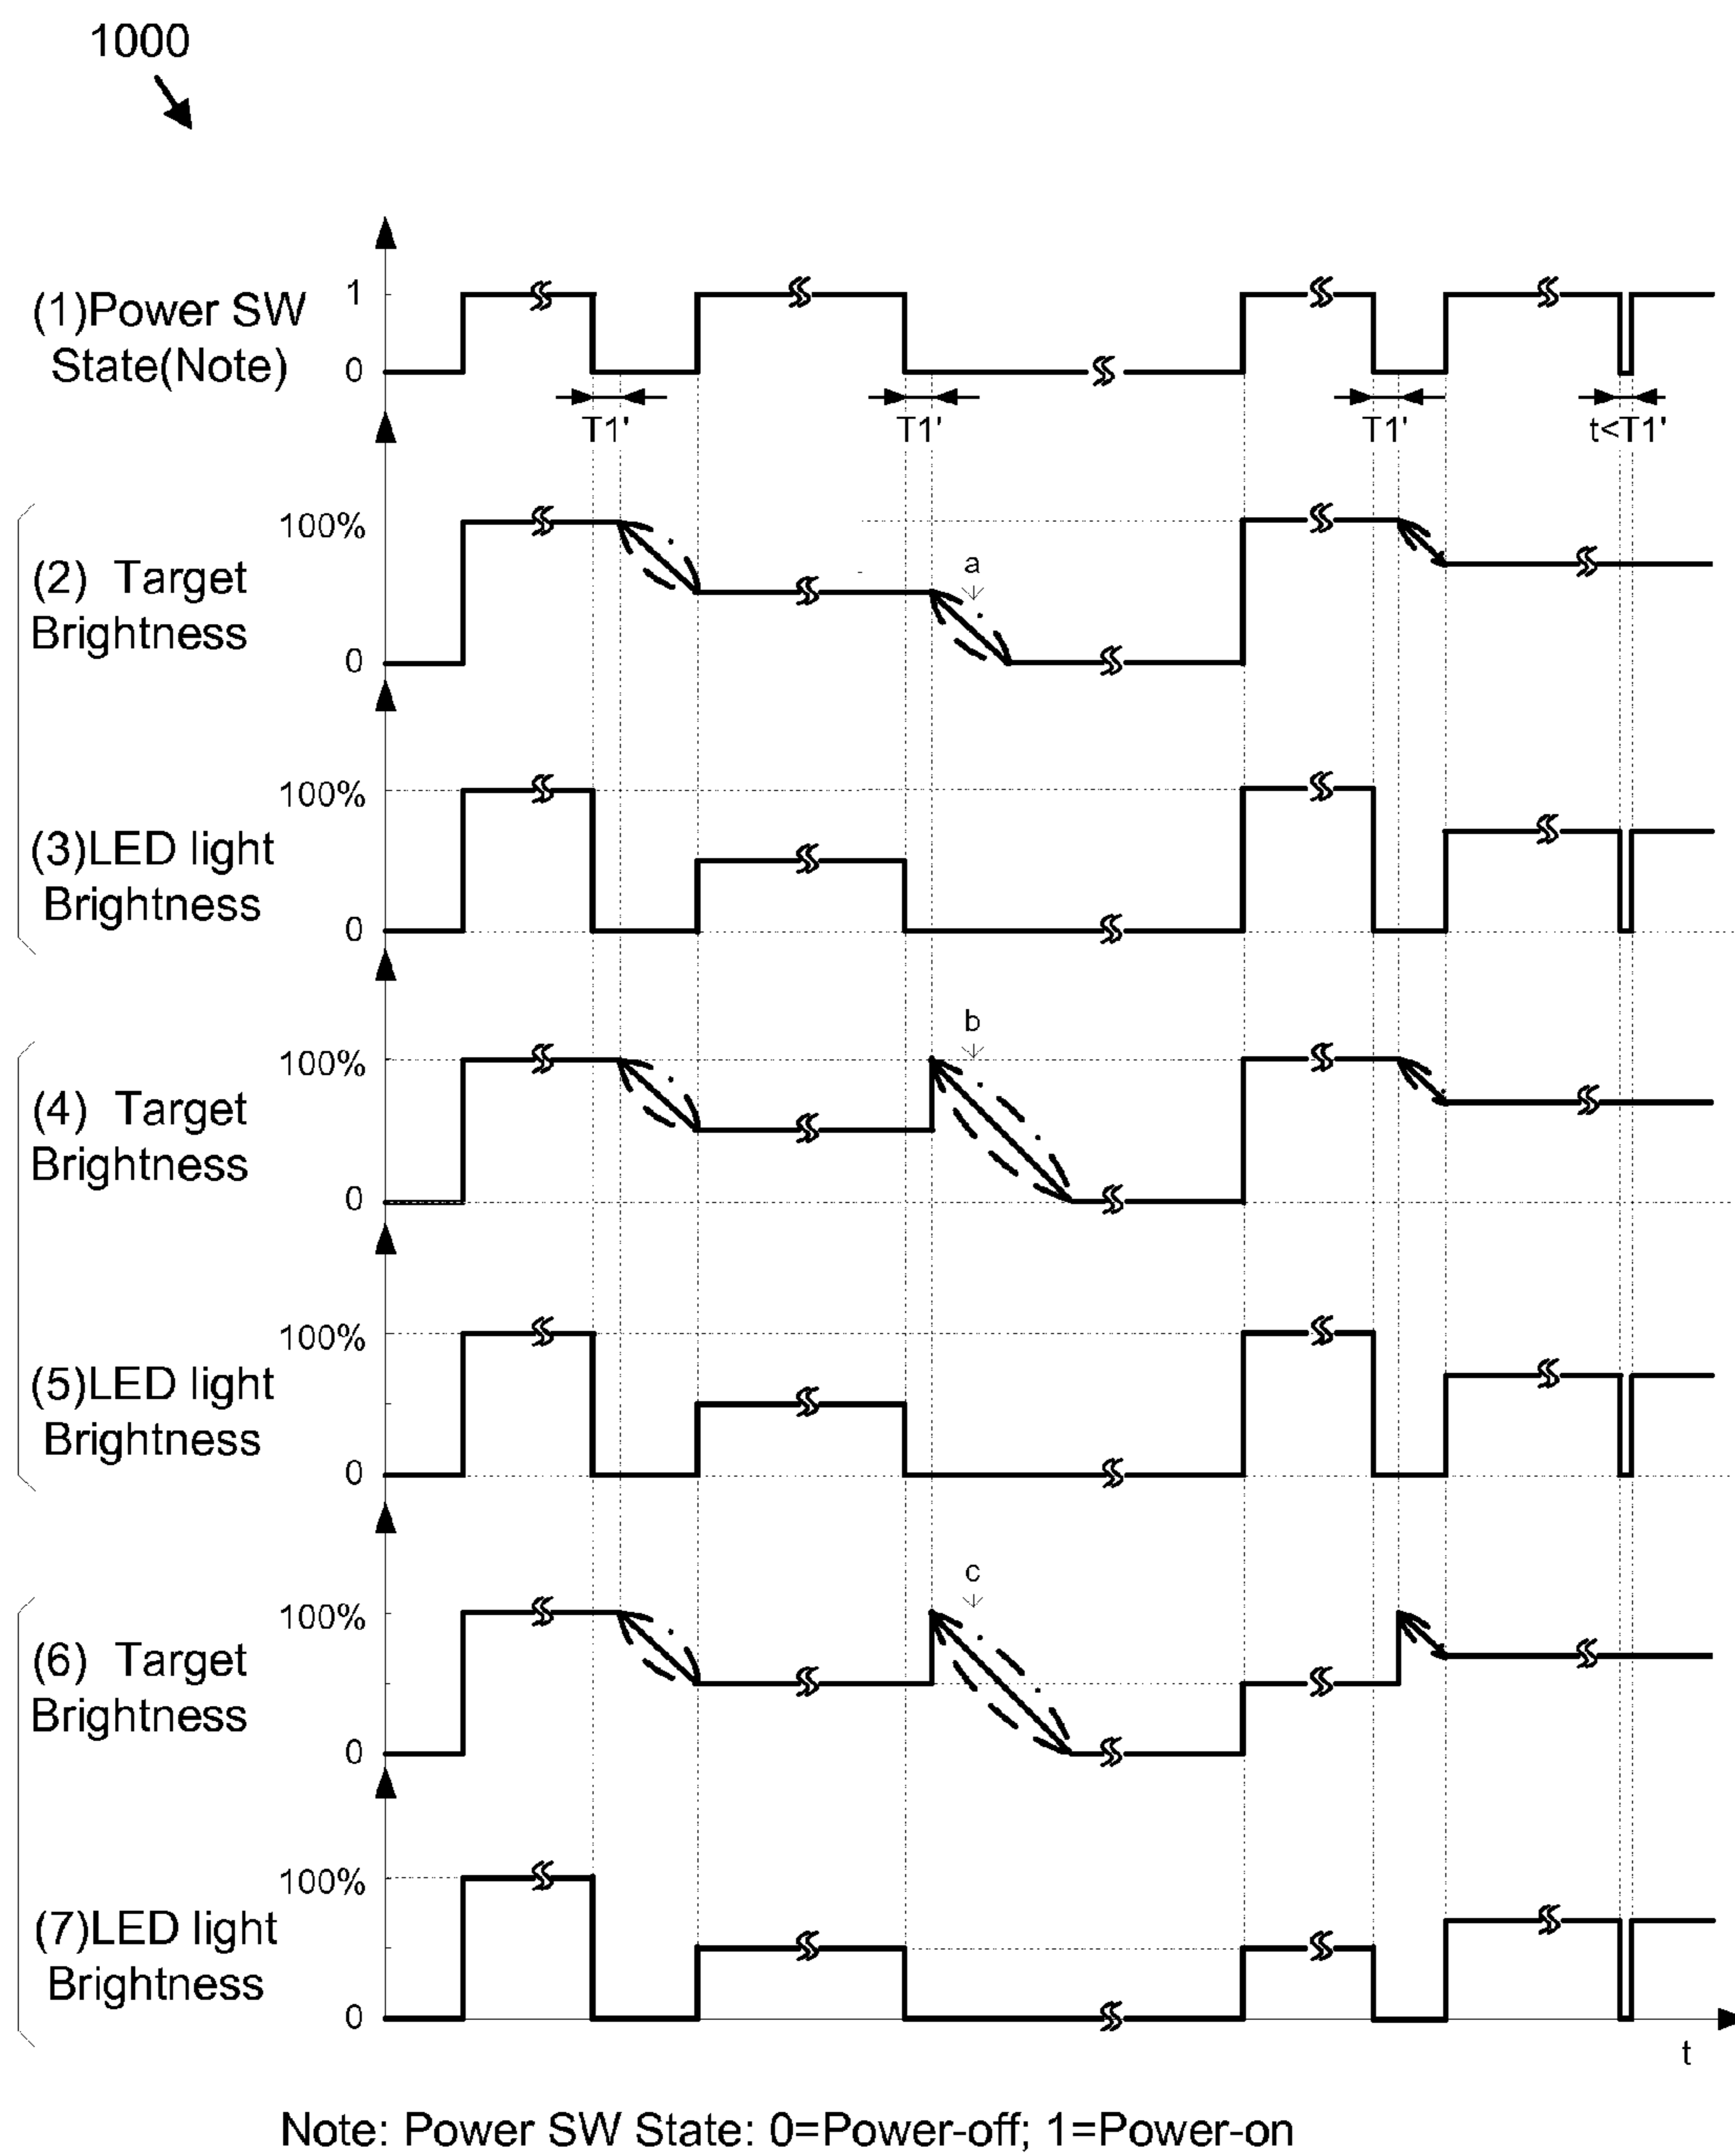 1000
(1)Power SW
State(Note)
1
0
T1'
T1'
T1'
t<T1'
(2) Target
Brightness
100%
0
a
(3)LED light
Brightness
100%
0
(4) Target
Brightness
100%
0
b
(5)LED light
Brightness
100%
0
(6) Target
Brightness
100%
0
c
(7)LED light
Brightness
100%
0
t
Note: Power SW State: 0=Power-off; 1=Power-on